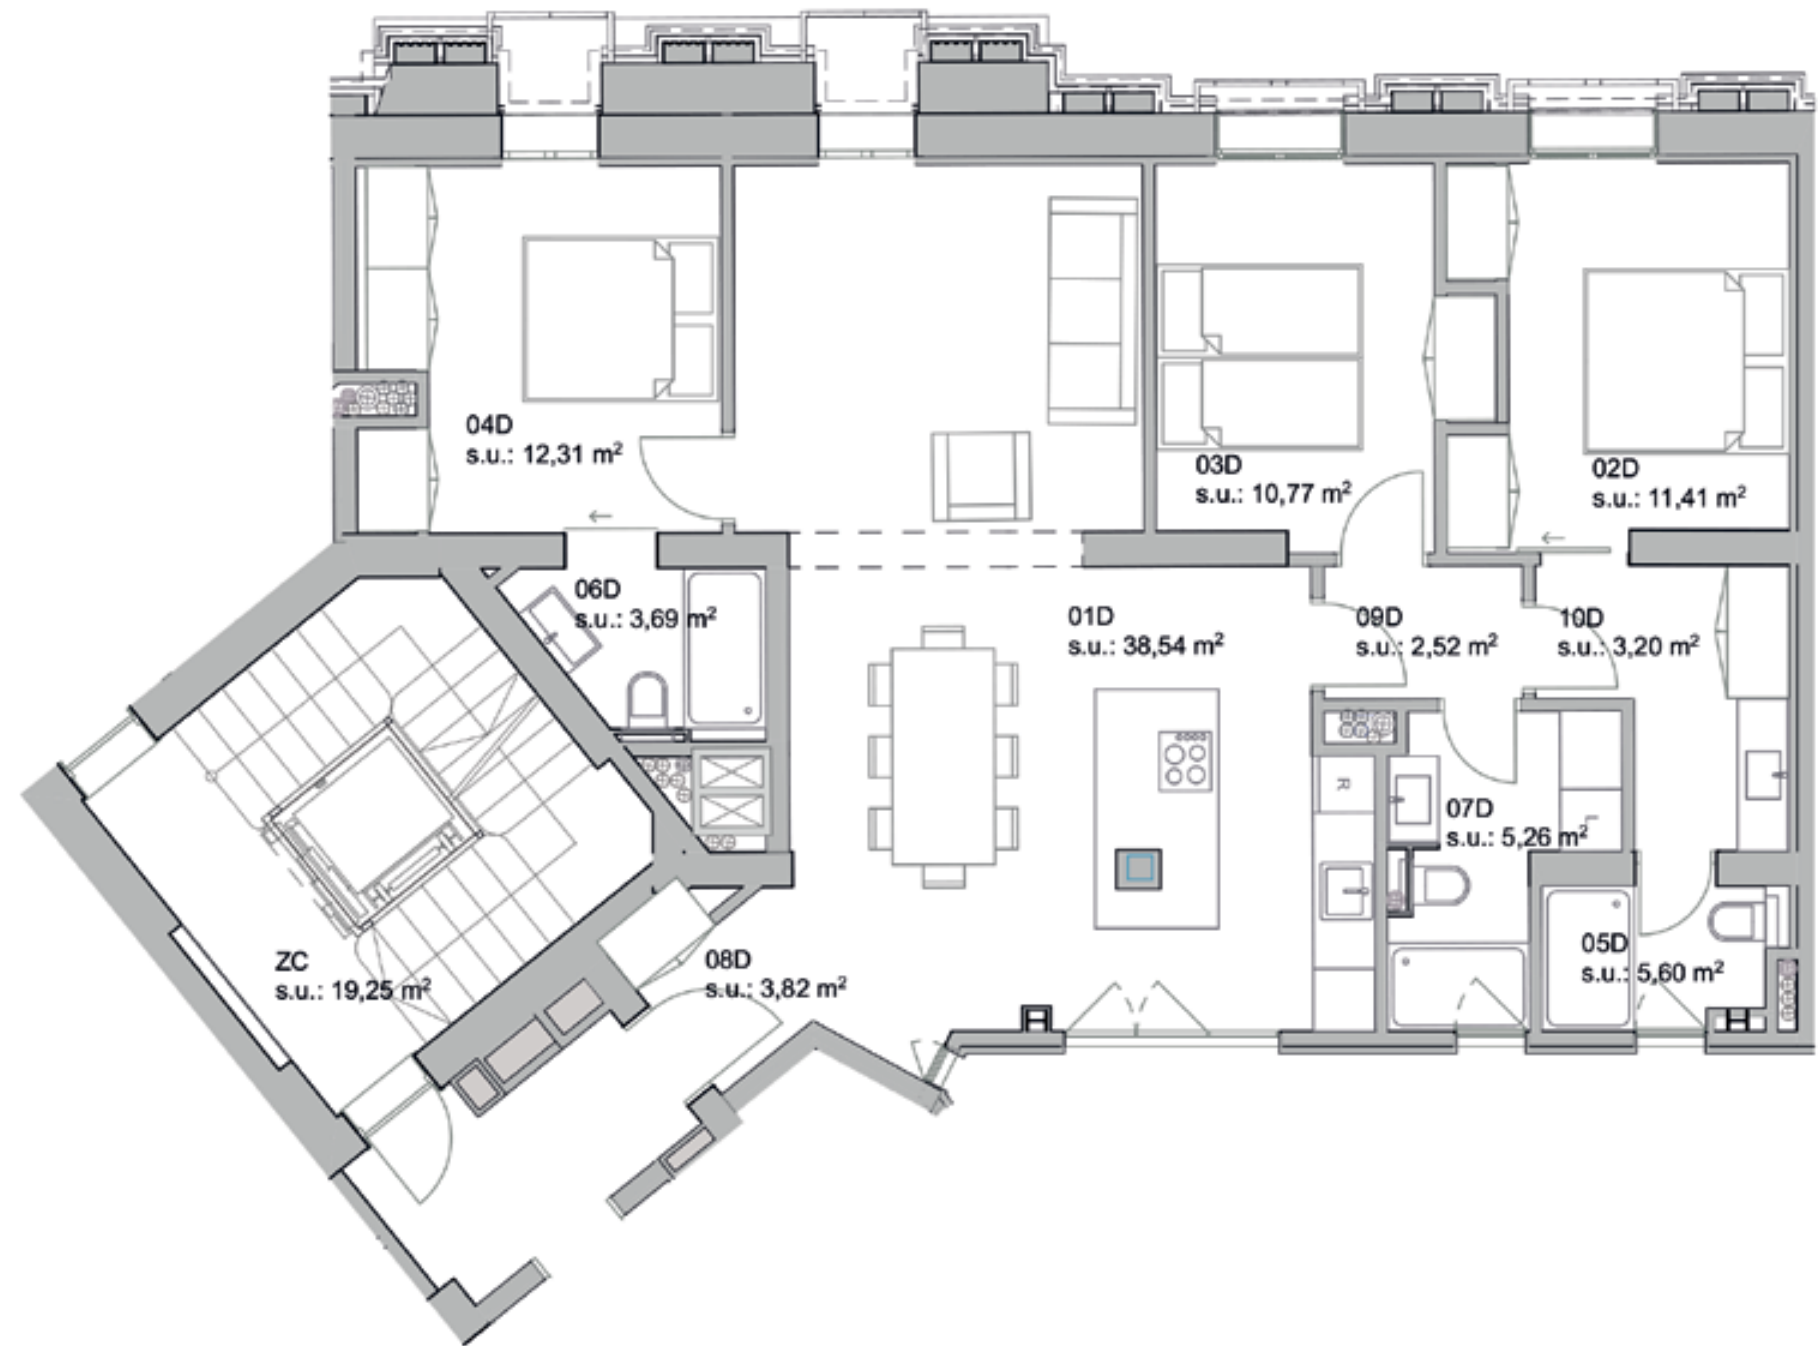 04D
s.u.: 12,31 m²
03D
s.u.: 10,77 m²
02D
s.u.: 11,41 m²
06D
s.u.: 3,69 m²
01D
s.u.: 38,54 m²
09D
s.u.: 2,52 m²
10D
s.u.: 3,20 m²
R
07D
s.u.: 5,26 m²
L
05D
s.u.: 5,60 m²
ZC
s.u.: 19,25 m²
08D
s.u.: 3,82 m²